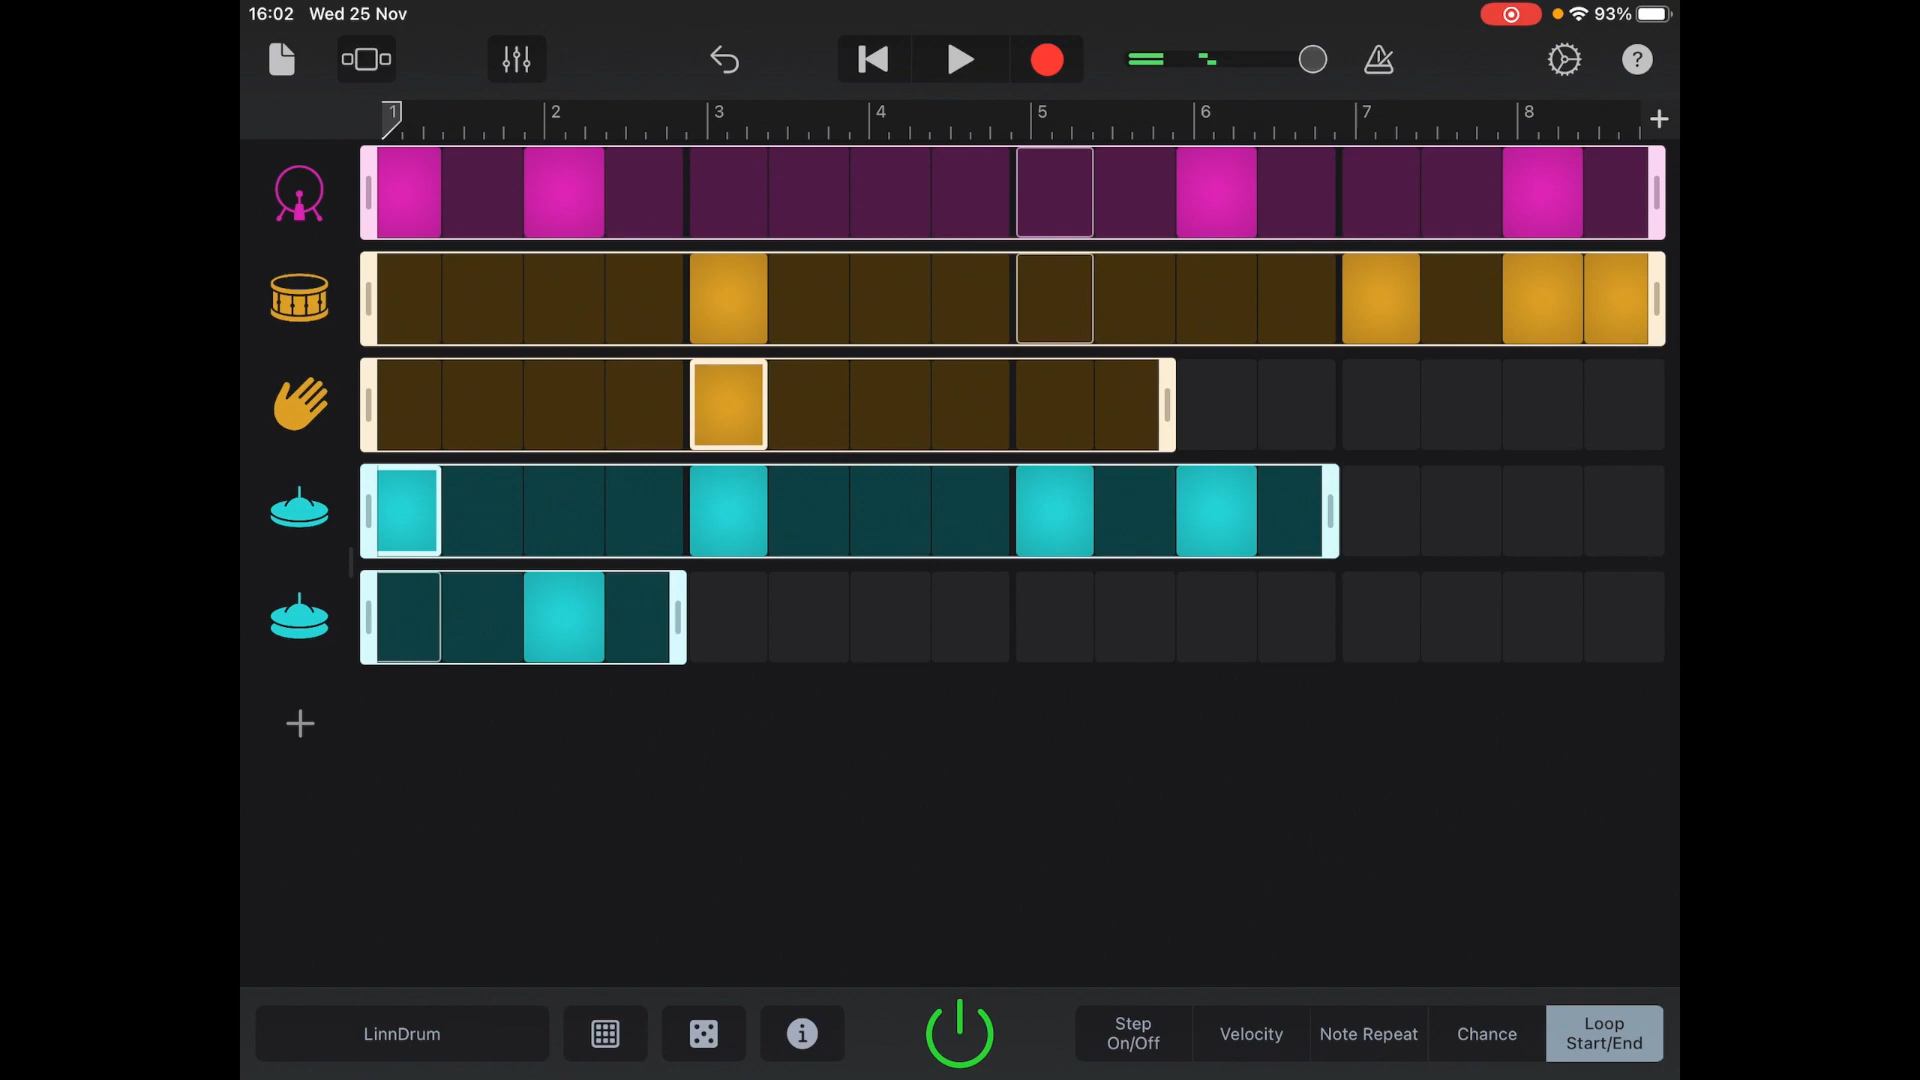 16:02 Wed 25 Nov 93%
?
1 2 3 4 5 6 7 8 +
LinnDrum
i
Step
On/Off
Velocity
Note Repeat
Chance
Loop
Start/End